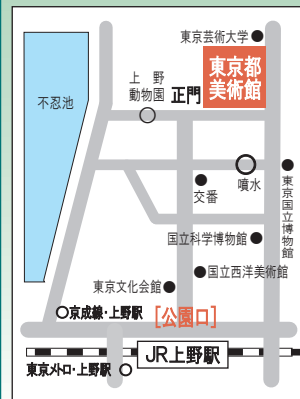 東京芸術大学
東京都
美術館
上野
動物園
正門
不忍池
噴水
交番
東京国立博物館
国立科学博物館
国立西洋美術館
東京文化会館
京成線・上野駅
[公園口]
JR上野駅
東京メトロ・上野駅